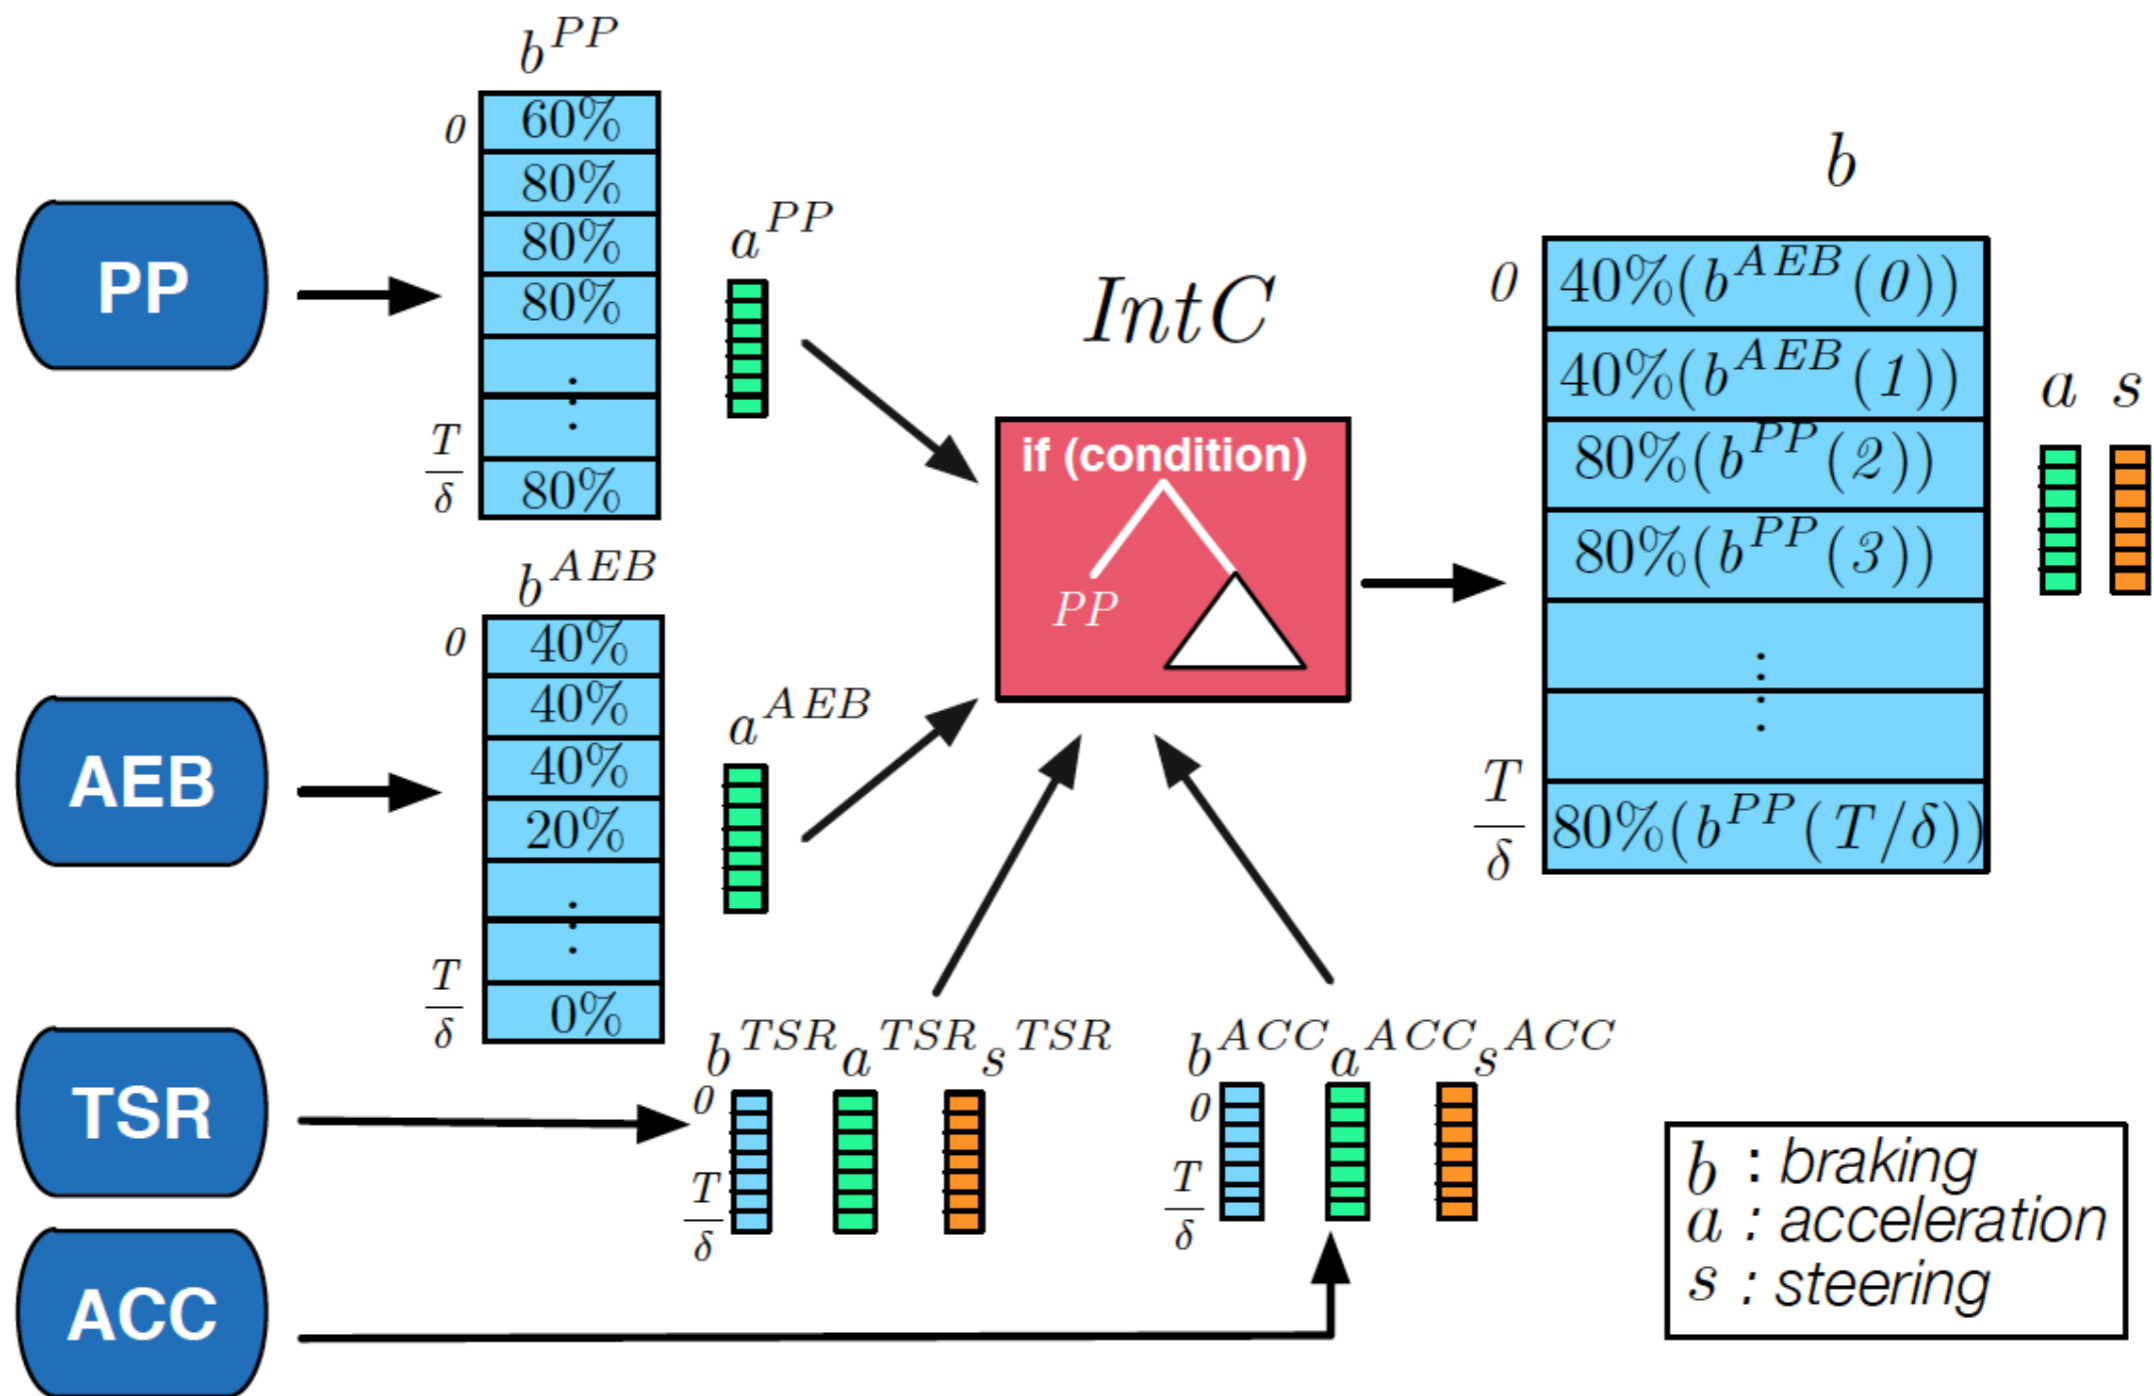 PP
b^{PP}
0
60%
80%
80%
80%
⋮
T/δ
80%
a^{PP}
AEB
b^{AEB}
0
40%
40%
40%
20%
⋮
T/δ
0%
a^{AEB}
TSR
b^{TSR} a^{TSR} s^{TSR}
0
T/δ
ACC
b^{ACC} a^{ACC} s^{ACC}
0
T/δ
IntC
if (condition)
PP
b
0
40%(b^{AEB}(0))
40%(b^{AEB}(1))
80%(b^{PP}(2))
80%(b^{PP}(3))
⋮
T/δ
80%(b^{PP}(T/δ))
a s
b : braking
a : acceleration
s : steering